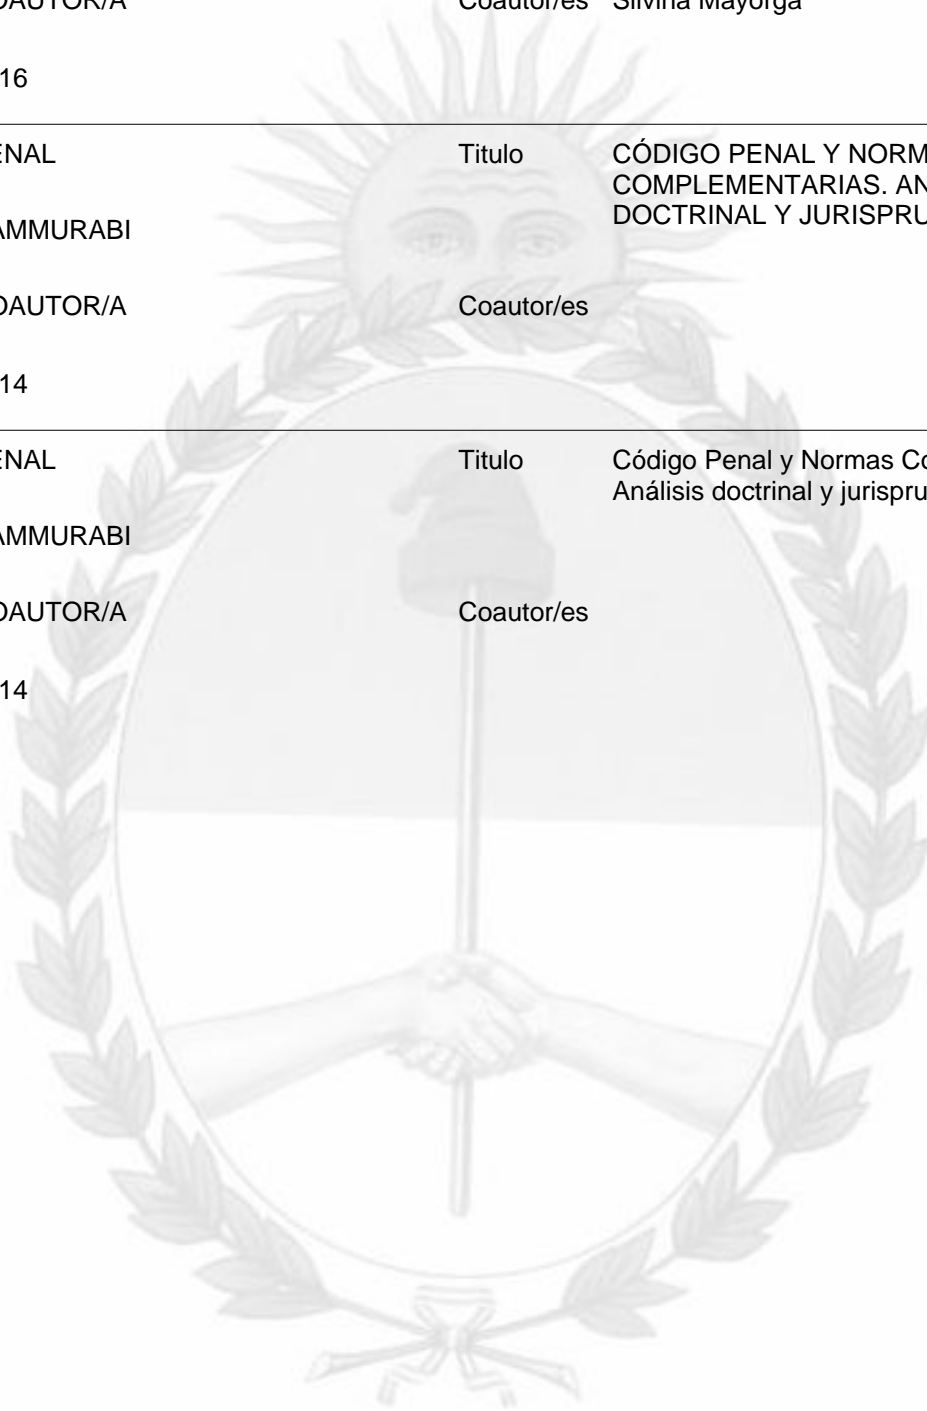 OAUTOR/A Coautor/es Silvina Mayorga
16
ENAL Titulo CÓDIGO PENAL Y NORM
COMPLEMENTARIAS. AN
DOCTRINAL Y JURISPRU
AMMURABI
OAUTOR/A Coautor/es
14
ENAL Titulo Código Penal y Normas Co
Análisis doctrinal y jurispru
AMMURABI
OAUTOR/A Coautor/es
14